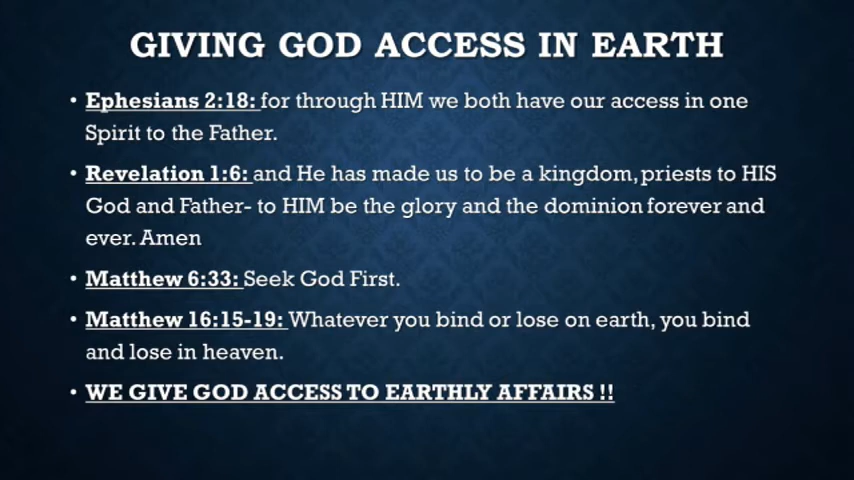 GIVING GOD ACCESS IN EARTH
• Ephesians 2:18: for through HIM we both have our access in one
Spirit to the Father.
• Revelation 1:6: and He has made us to be a kingdom, priests to HIS
God and Father- to HIM be the glory and the dominion forever and
ever. Amen
• Matthew 6:33: Seek God First.
• Matthew 16:15-19: Whatever you bind or lose on earth, you bind
and lose in heaven.
• WE GIVE GOD ACCESS TO EARTHLY AFFAIRS !!